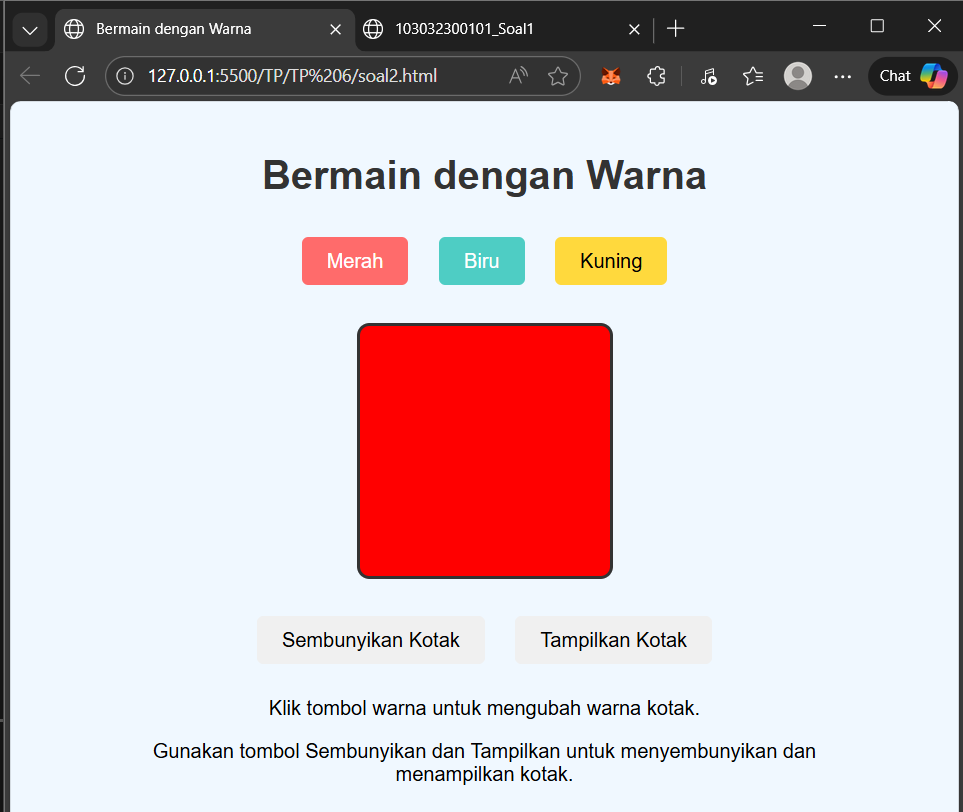 Bermain dengan Warna
103032300101_Soal1
127.0.0.1:5500/TP/TP%206/soal2.html
Chat
Bermain dengan Warna
Merah
Biru
Kuning
Sembunyikan Kotak
Tampilkan Kotak
Klik tombol warna untuk mengubah warna kotak.
Gunakan tombol Sembunyikan dan Tampilkan untuk menyembunyikan dan
menampilkan kotak.